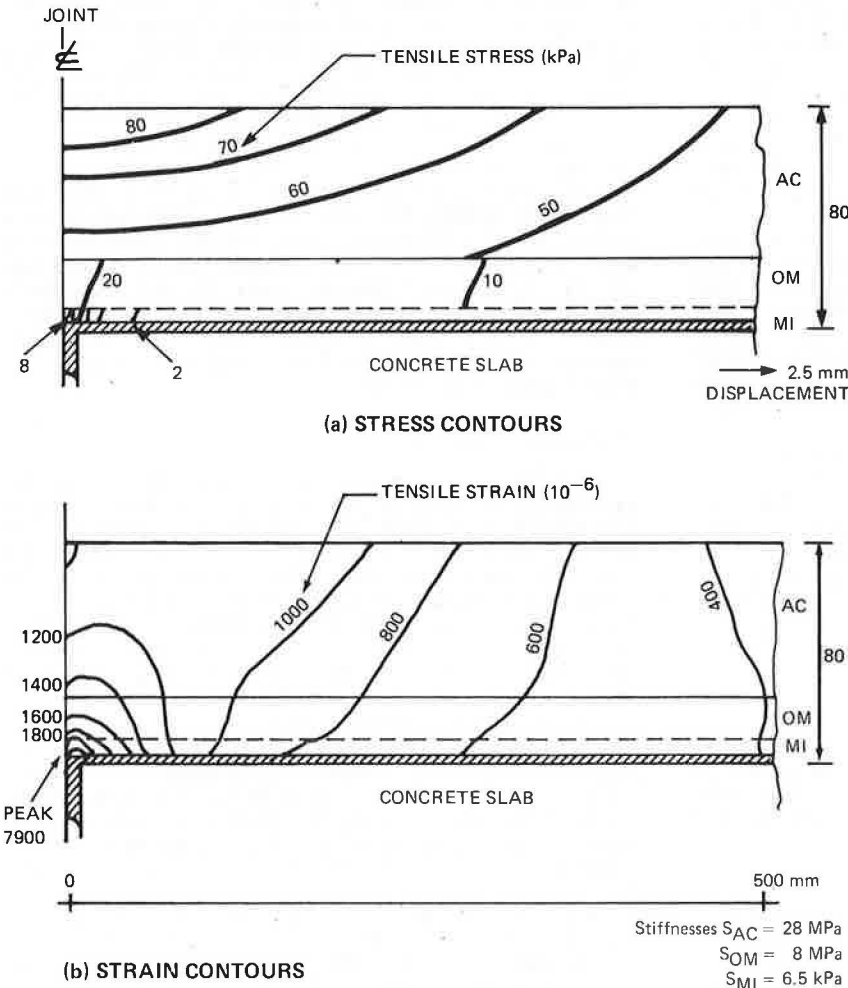 JOINT
℄
TENSILE STRESS (kPa)
80
70
60
50
AC
80
20
10
OM
MI
8
2
CONCRETE SLAB
2.5 mm
DISPLACEMENT
(a) STRESS CONTOURS
TENSILE STRAIN (10⁻⁶)
1000
800
600
400
AC
1200
80
1400
1600
OM
1800
MI
PEAK
7900
CONCRETE SLAB
0
500 mm
Stiffnesses S_AC = 28 MPa
S_OM = 8 MPa
S_MI = 6.5 kPa
(b) STRAIN CONTOURS